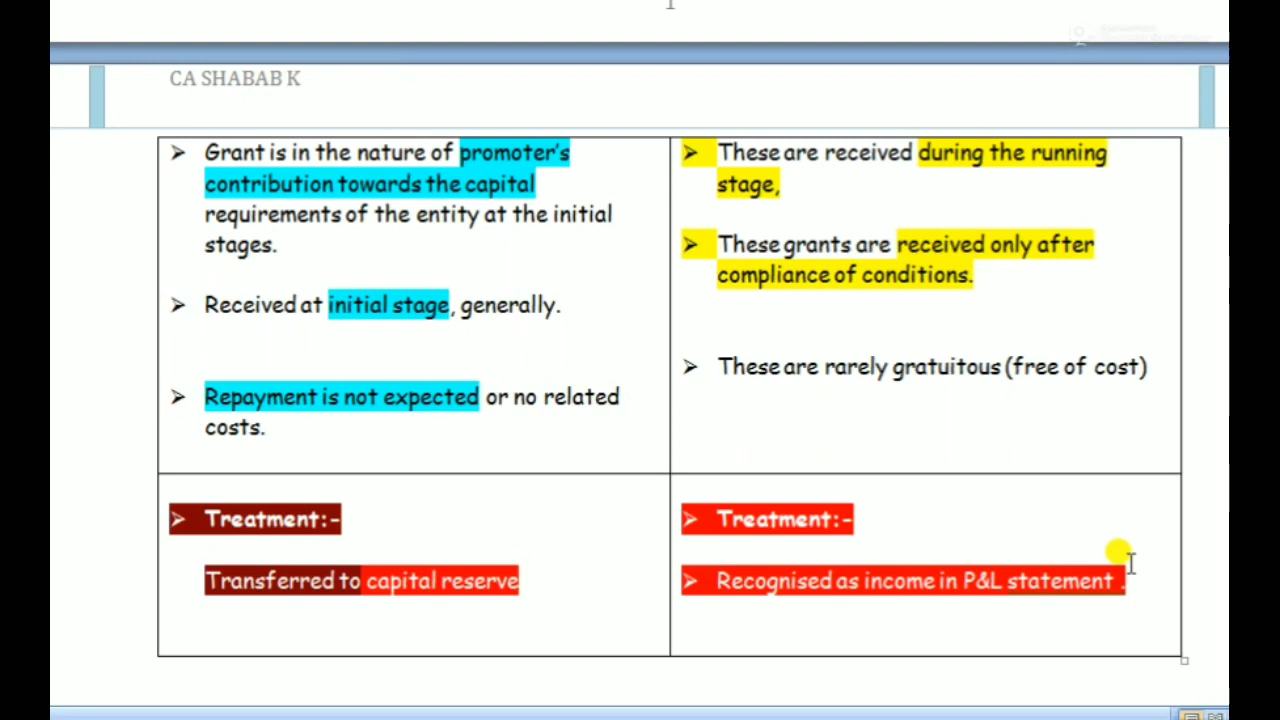 CA SHABAB K
➢ Grant is in the nature of promoter's
contribution towards the capital
requirements of the entity at the initial
stages.
➢ Received at initial stage, generally.
➢ Repayment is not expected or no related
costs.
➢ These are received during the running
stage,
➢ These grants are received only after
compliance of conditions.
➢ These are rarely gratuitous (free of cost)
➢ Treatment:-
Transferred to capital reserve
➢ Treatment:-
➢ Recognised as income in P&L statement .